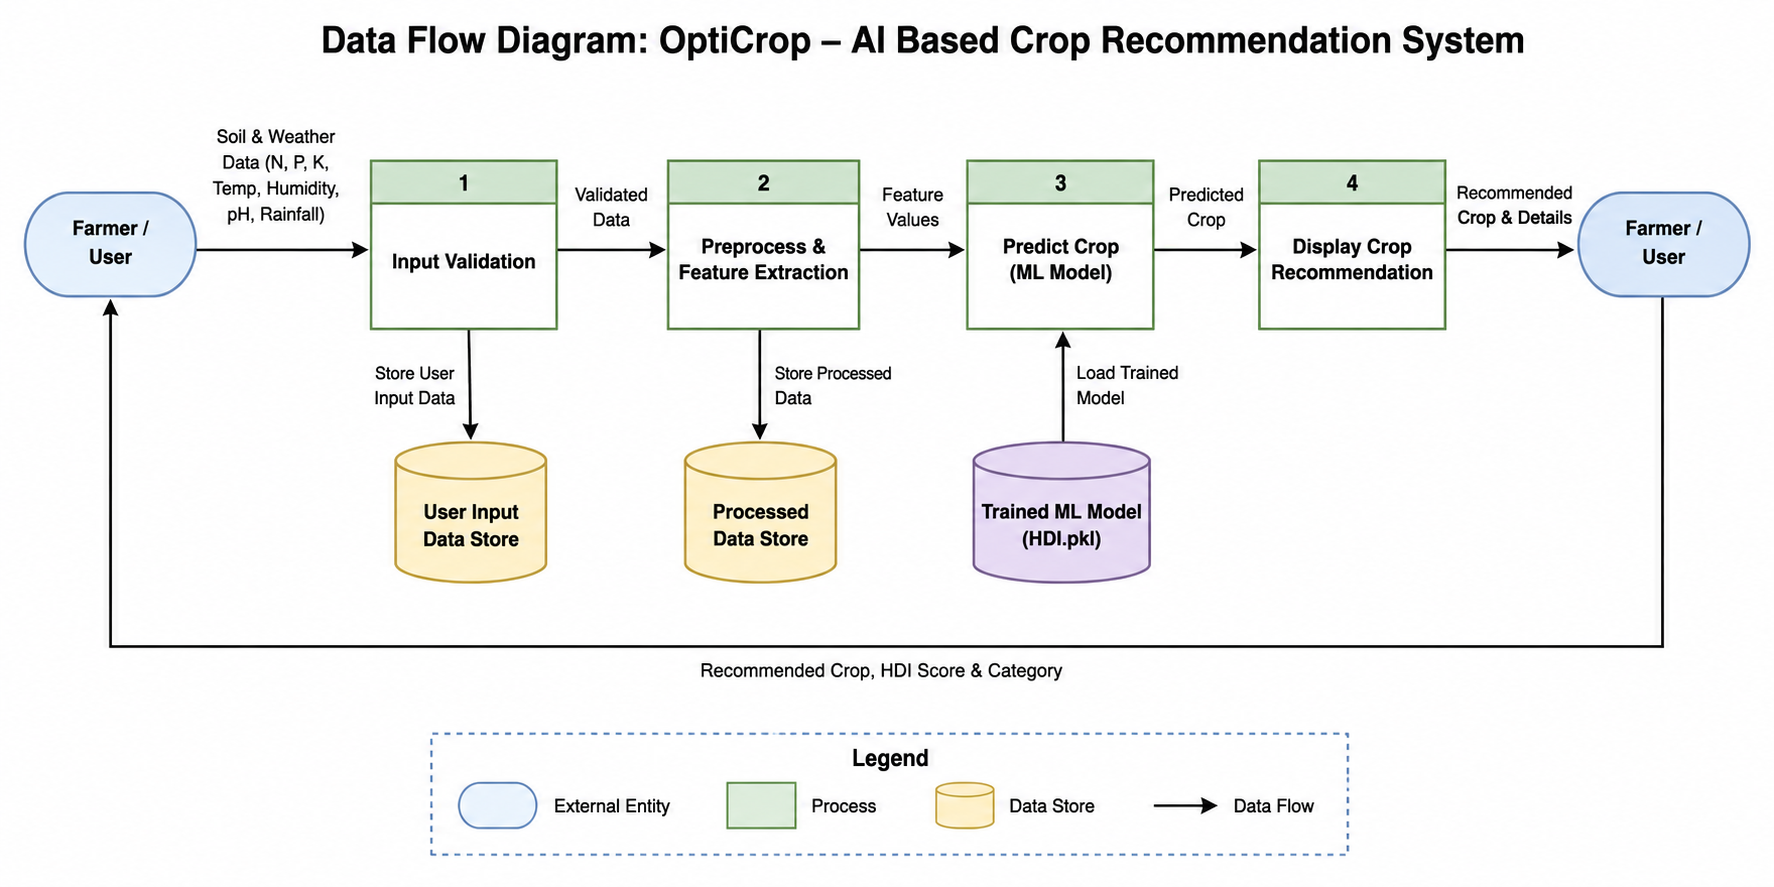 Data Flow Diagram: OptiCrop – AI Based Crop Recommendation System
Soil & Weather
Data (N, P, K,
Temp, Humidity,
pH, Rainfall)
Farmer /
User
1
Input Validation
Validated
Data
2
Preprocess &
Feature Extraction
Feature
Values
3
Predict Crop
(ML Model)
Predicted
Crop
4
Display Crop
Recommendation
Recommended
Crop & Details
Farmer /
User
Store User
Input Data
Store Processed
Data
Load Trained
Model
User Input
Data Store
Processed
Data Store
Trained ML Model
(HDI.pkl)
Recommended Crop, HDI Score & Category
Legend
External Entity
Process
Data Store
Data Flow